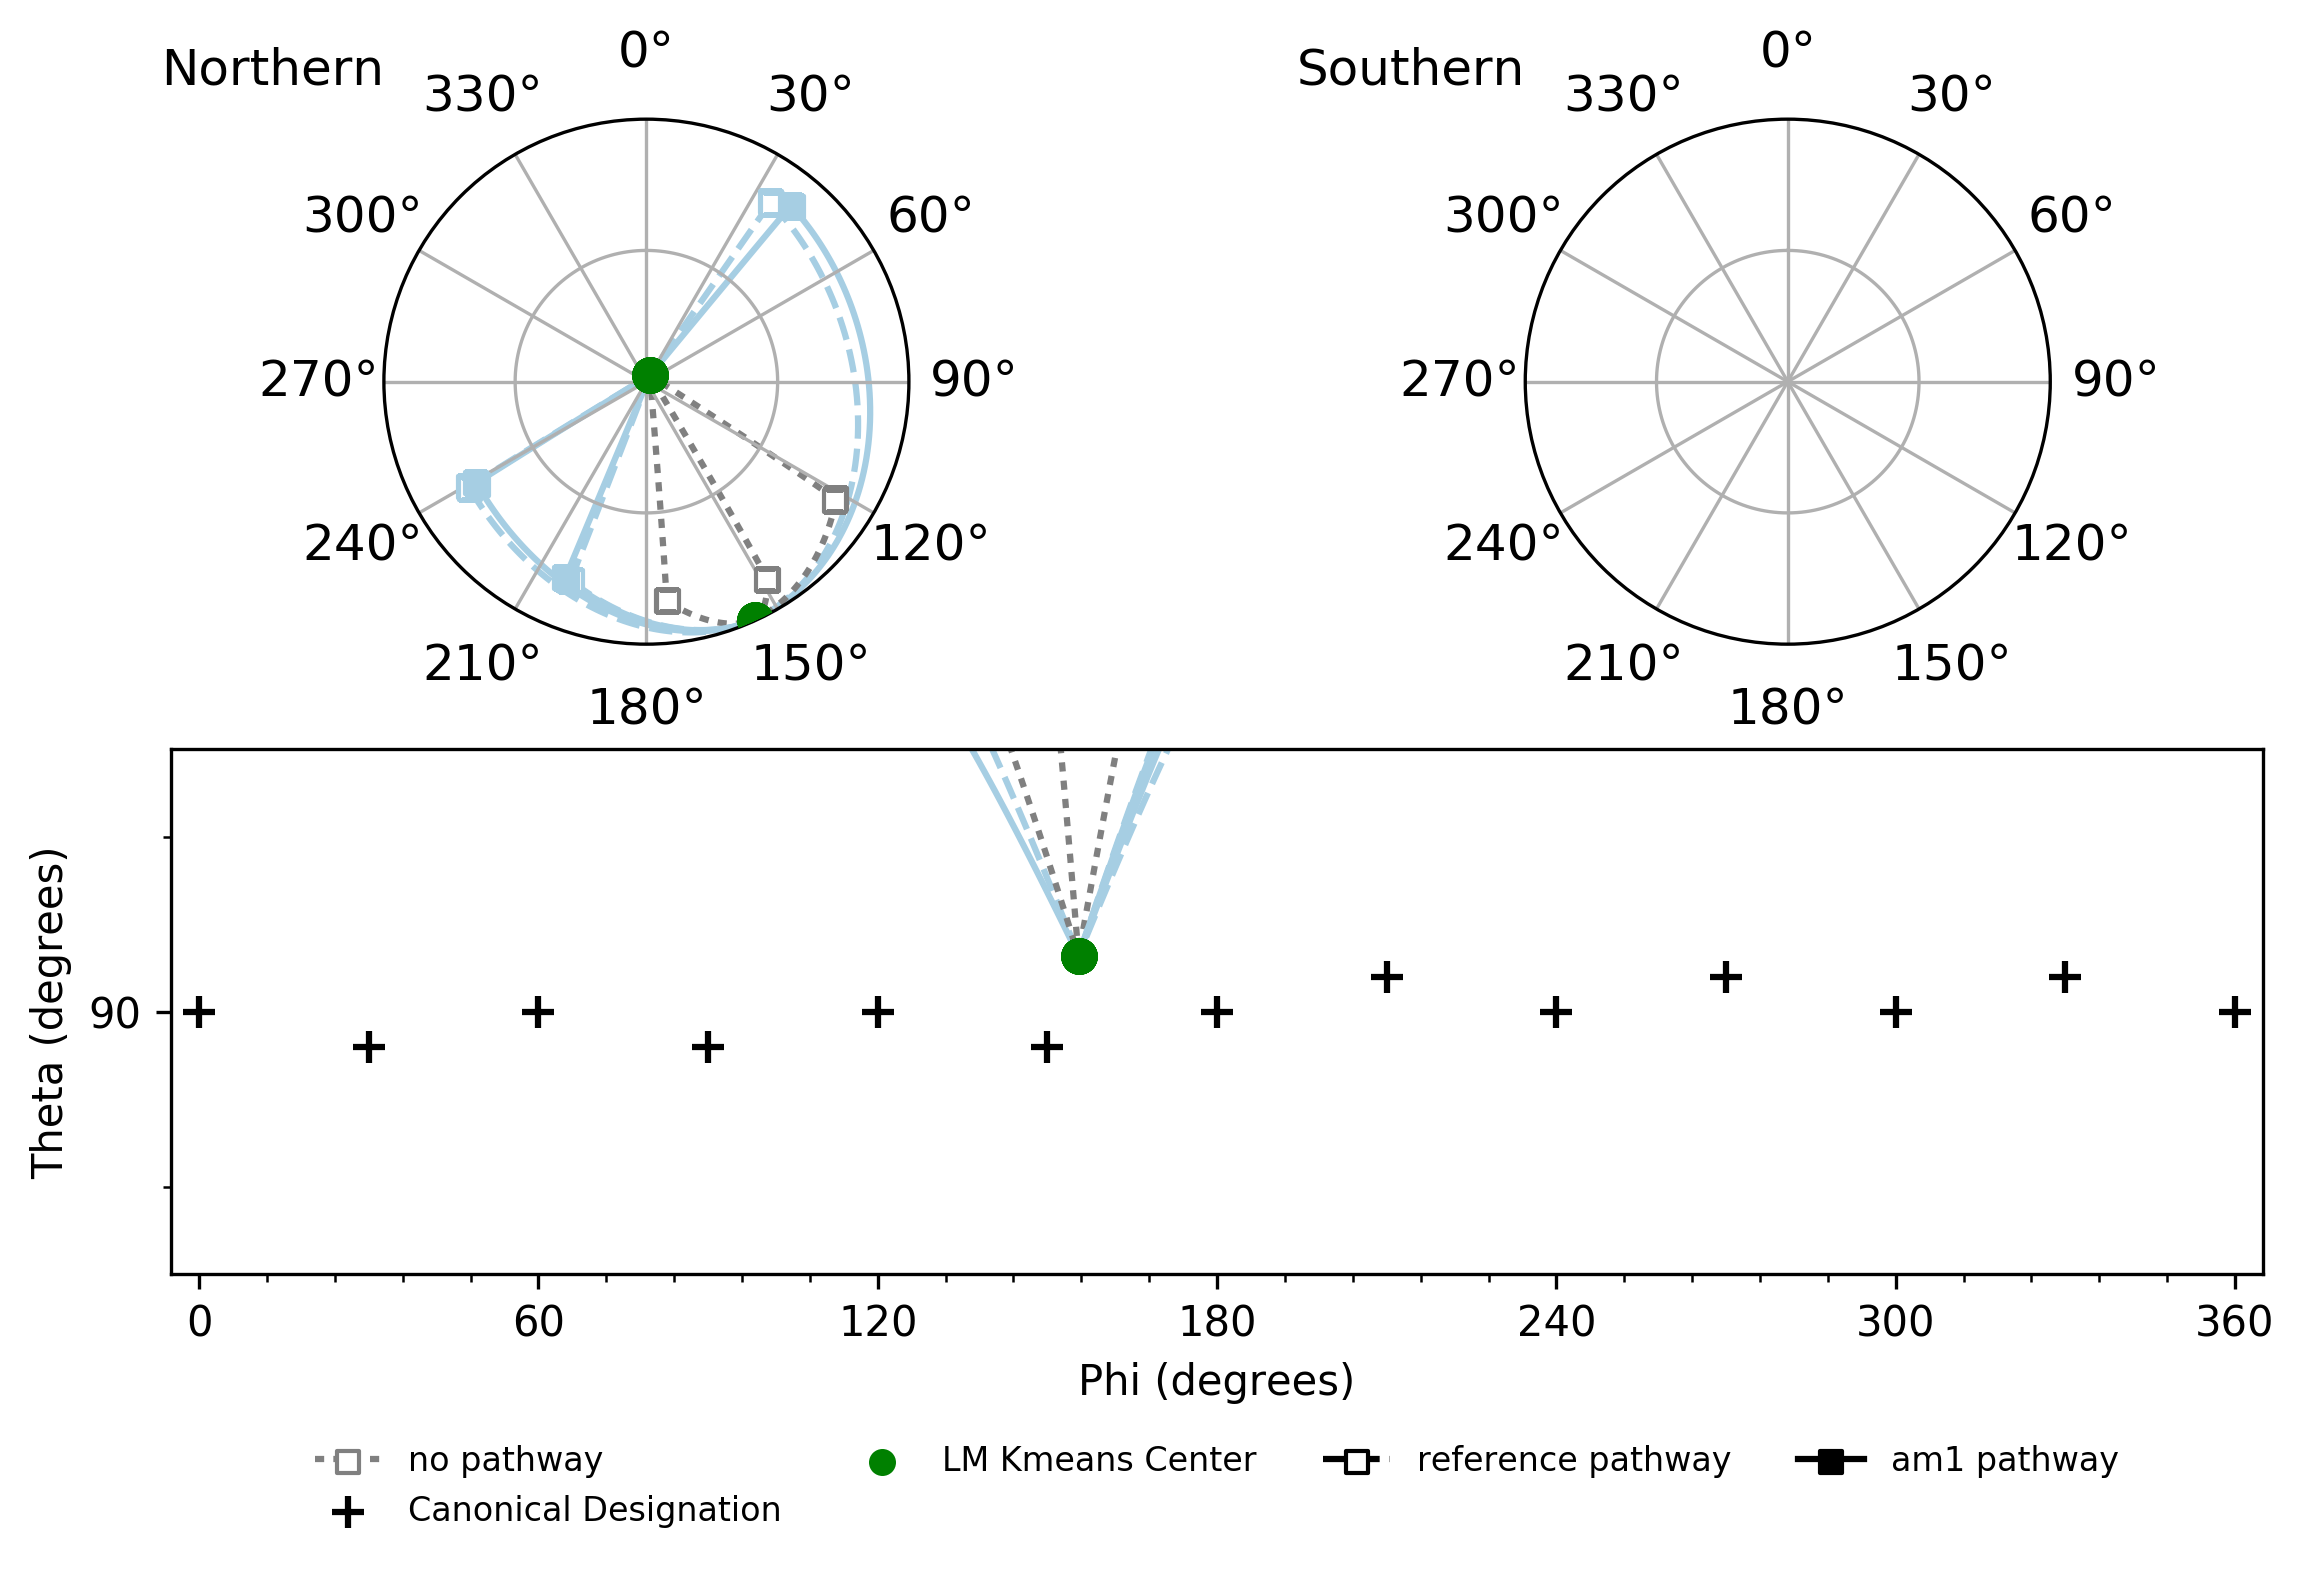 Northern
0°
330°
30°
300°
60°
270°
90°
240°
120°
210°
150°
180°
Southern
0°
330°
30°
300°
60°
270°
90°
240°
120°
210°
150°
180°
Theta (degrees)
90
0 60 120 180 240 300 360
Phi (degrees)
no pathway
LM Kmeans Center
reference pathway
am1 pathway
Canonical Designation